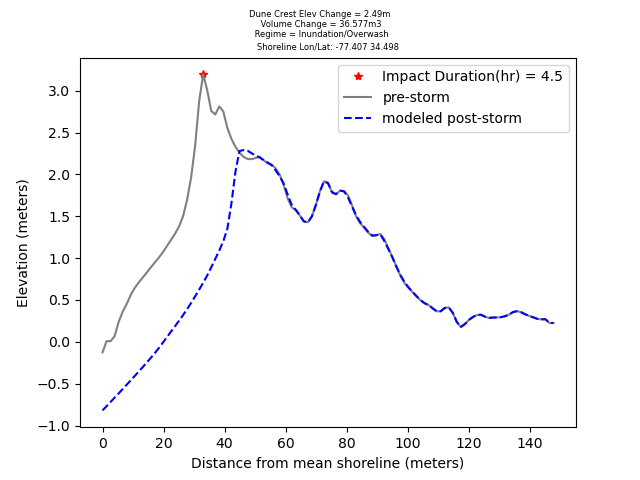 Dune Crest Elev Change = 2.49m
Volume Change = 36.577m3
Regime = Inundation/Overwash
Shoreline Lon/Lat: -77.407 34.498
Impact Duration(hr) = 4.5
pre-storm
modeled post-storm
Elevation (meters)
3.0
2.5
2.0
1.5
1.0
0.5
0.0
−0.5
−1.0
0 20 40 60 80 100 120 140
Distance from mean shoreline (meters)